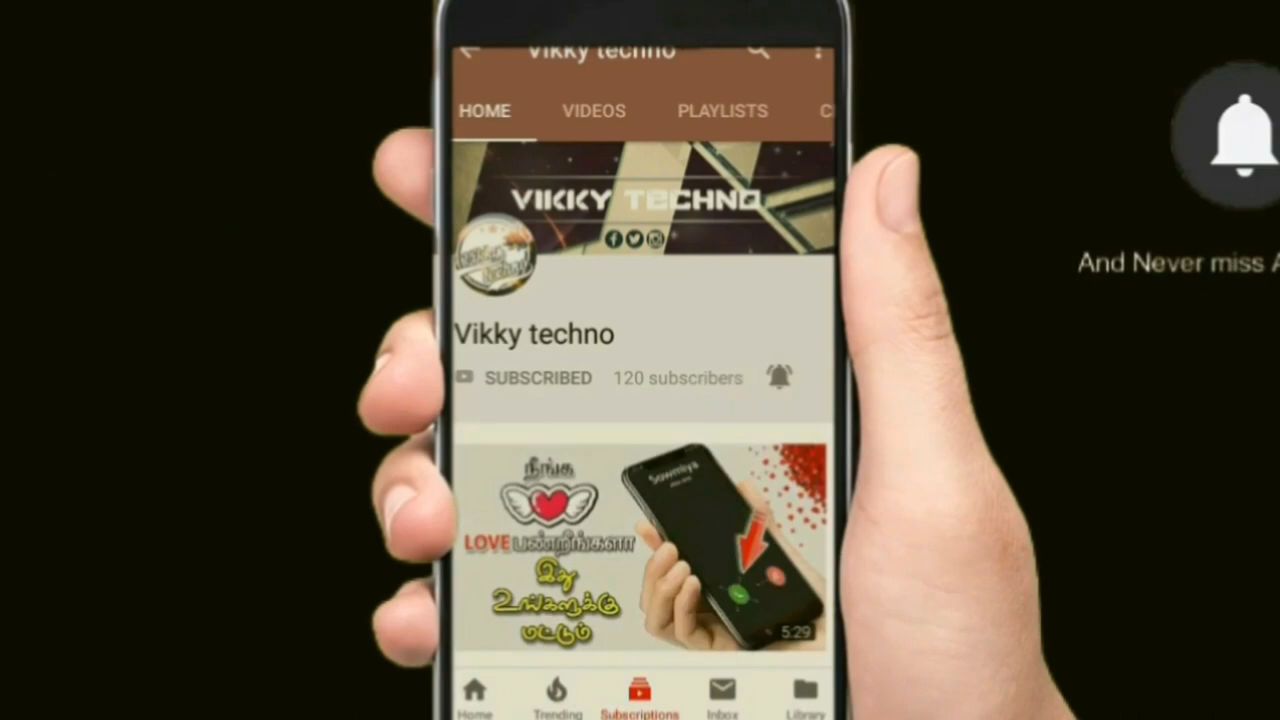 Vikky techno
HOME VIDEOS PLAYLISTS C
VIKKY TECHNO
Vikky techno
SUBSCRIBED 120 subscribers
And Never miss A
நீங்க
LOVE பண்றீங்களா
இது
உங்களுக்கு
மட்டும்
Sowmiya
5:29
Home Trending Subscriptions Inbox Library